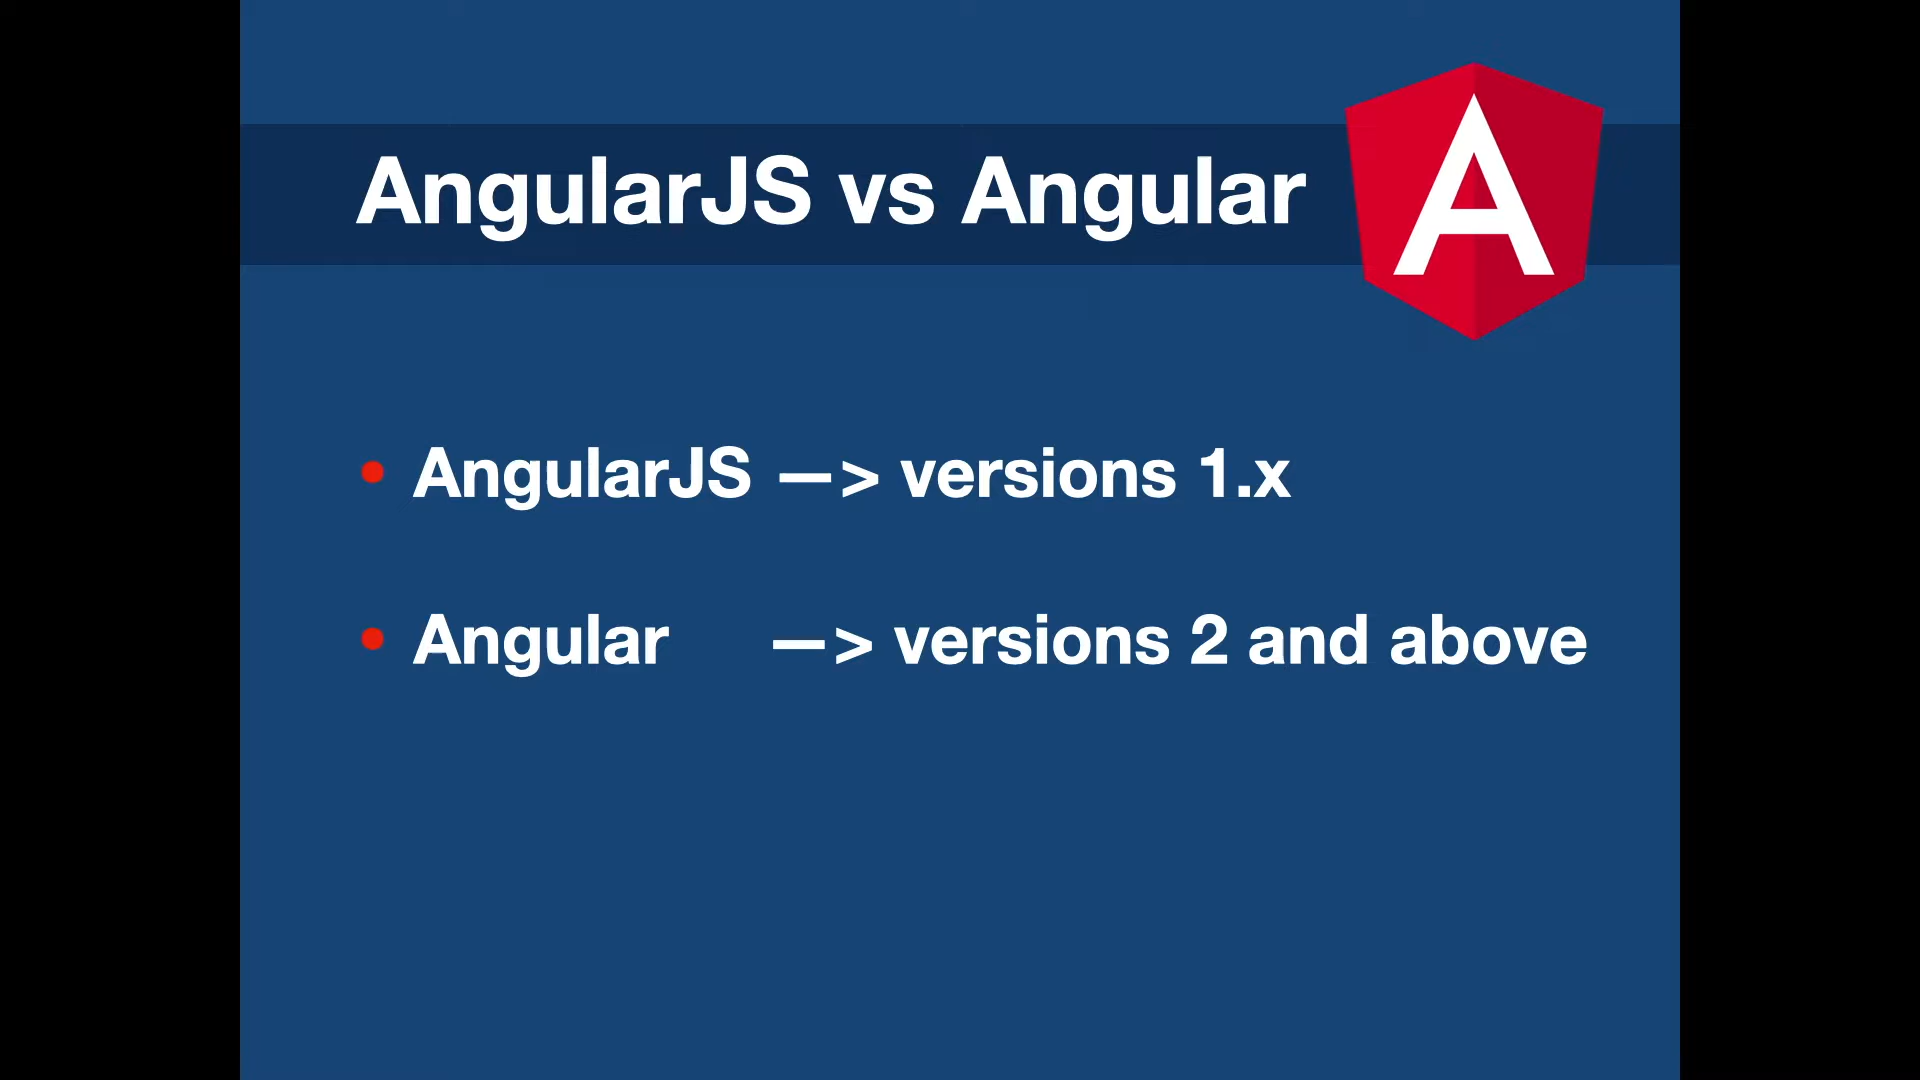 AngularJS vs Angular
• AngularJS —> versions 1.x
• Angular —> versions 2 and above